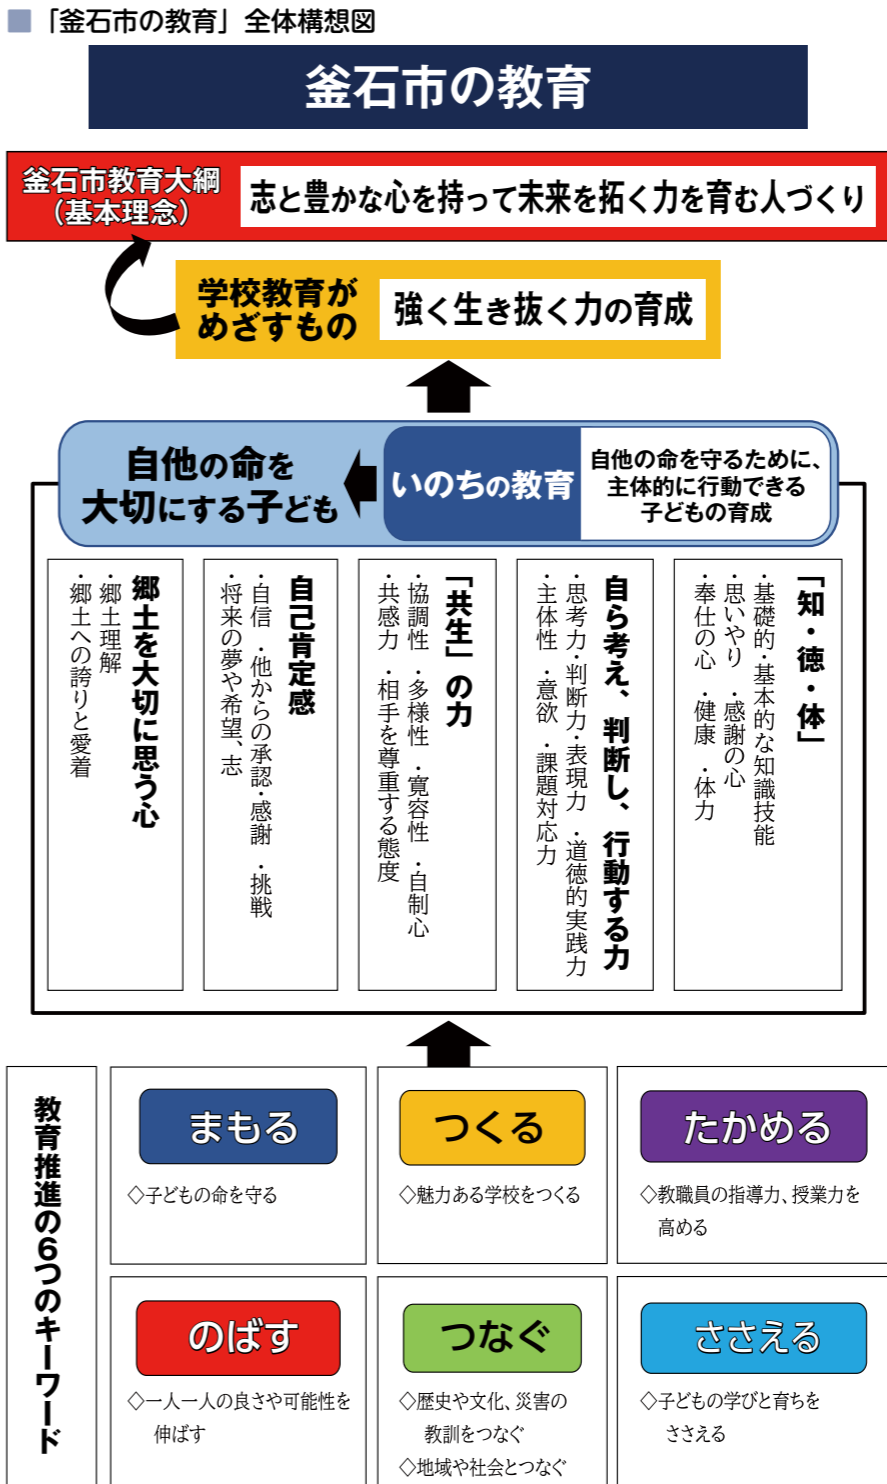 ■「釜石市の教育」全体構想図
釜石市の教育
釜石市教育大綱
（基本理念）
志と豊かな心を持って未来を拓く力を育む人づくり
学校教育が
めざすもの
強く生き抜く力の育成
自他の命を
大切にする子ども
いのちの教育
自他の命を守るために、
主体的に行動できる
子どもの育成
「知・徳・体」
・基礎的・基本的な知識技能
・思いやり ・感謝の心
・奉仕の心 ・健康 ・体力
自ら考え、判断し、行動する力
・思考力・判断力・表現力 ・道徳的実践力
・主体性 ・意欲 ・課題対応力
「共生」の力
・協調性 ・多様性 ・寛容性 ・自制心
・共感力 ・相手を尊重する態度
自己肯定感
・自信 ・他からの承認・感謝 ・挑戦
・将来の夢や希望、志
郷土を大切に思う心
・郷土理解
・郷土への誇りと愛着
教育推進の6つのキーワード
まもる
◇子どもの命を守る
つくる
◇魅力ある学校をつくる
たかめる
◇教職員の指導力、授業力を
高める
のばす
◇一人一人の良さや可能性を
伸ばす
つなぐ
◇歴史や文化、災害の
教訓をつなぐ
◇地域や社会とつなぐ
ささえる
◇子どもの学びと育ちを
ささえる